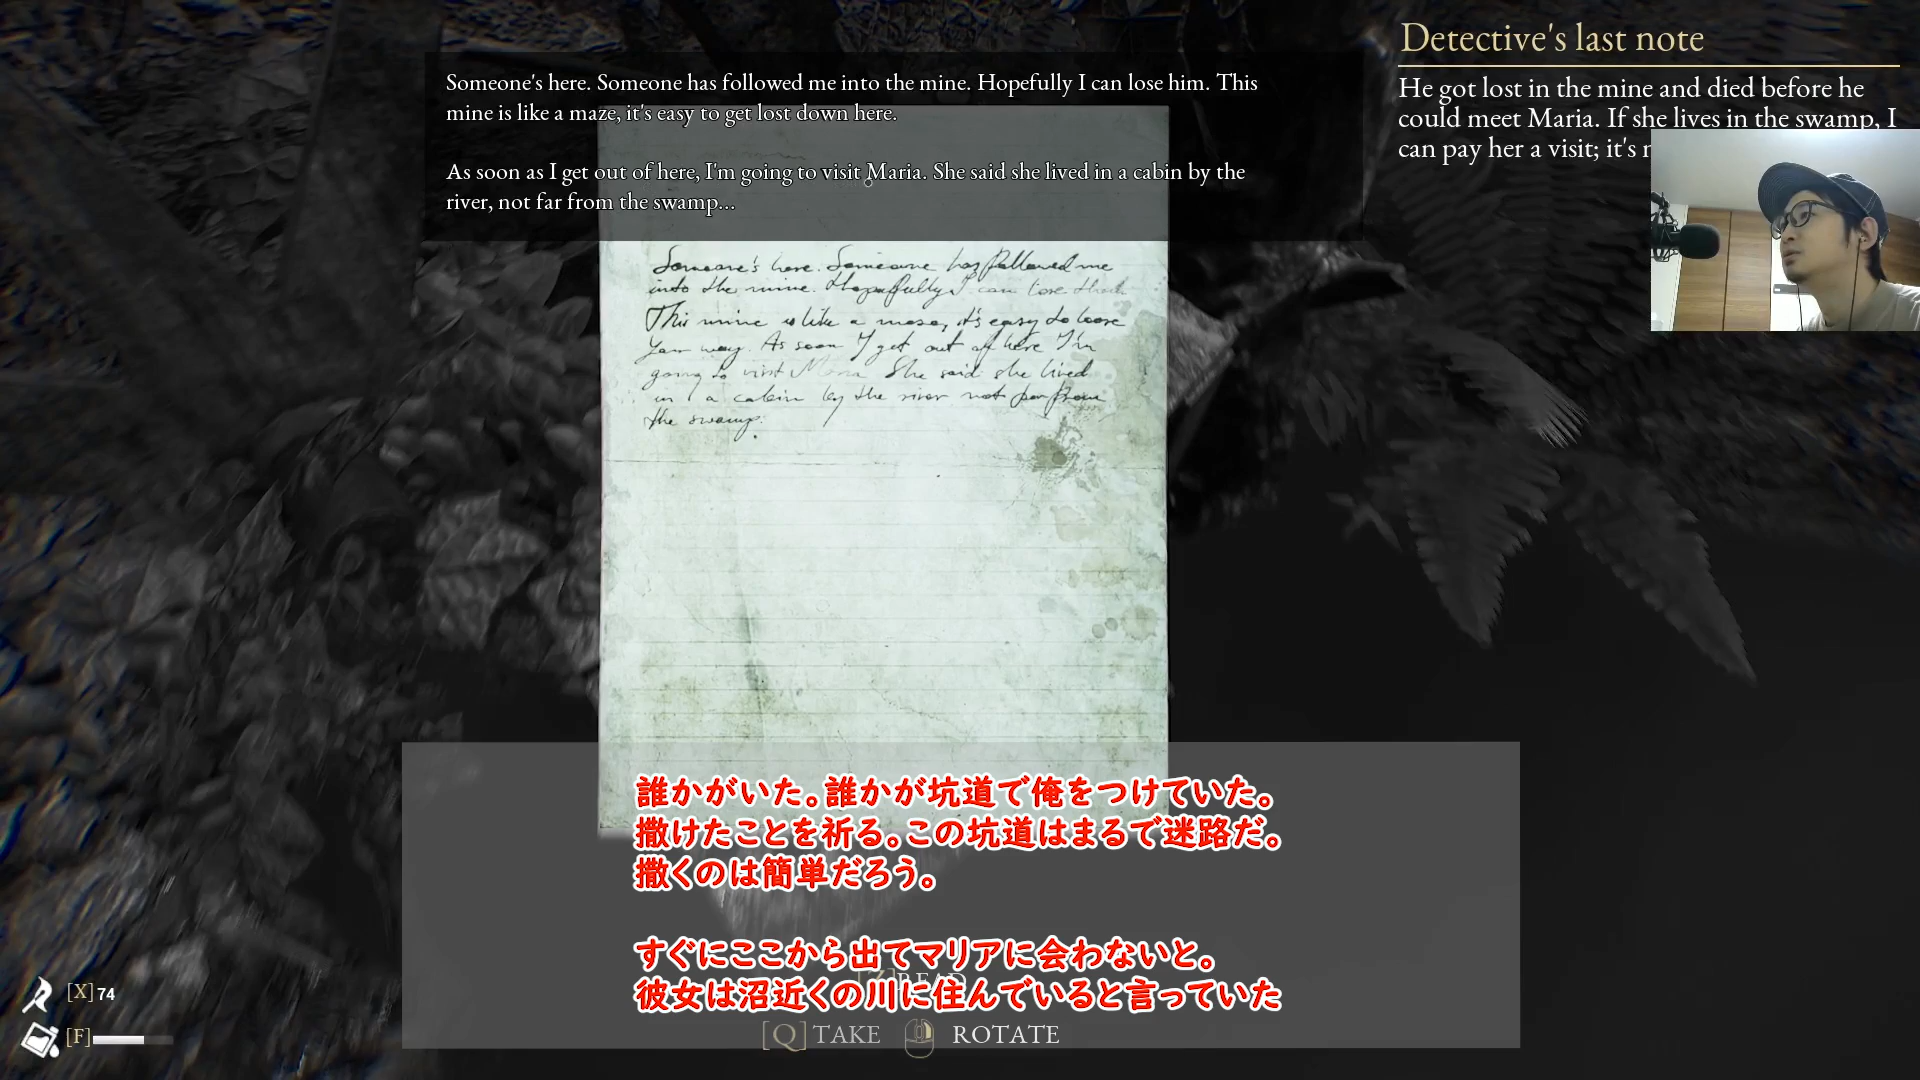 Detective's last note
He got lost in the mine and died before he
could meet Maria. If she lives in the swamp, I
can pay her a visit; it's
Someone's here. Someone has followed me into the mine. Hopefully I can lose him. This
mine is like a maze, it's easy to get lost down here.
As soon as I get out of here, I'm going to visit Maria. She said she lived in a cabin by the
river, not far from the swamp...
Someone's here. Someone has followed me
into the mine. Hopefully I can lose
This mine is like a maze, it's easy to loose
your way. As soon I get out of here I'm
going to visit Maria She said she lived
in a cabin by the river not far from
the swamp.
誰かがいた。誰かが坑道で俺をつけていた。
撒けたことを祈る。この坑道はまるで迷路だ。
撒くのは簡単だろう。
すぐにここから出てマリアに会わないと。
彼女は沼近くの川に住んでいると言っていた
READ
[Q] TAKE ROTATE
[X] 74
[F]